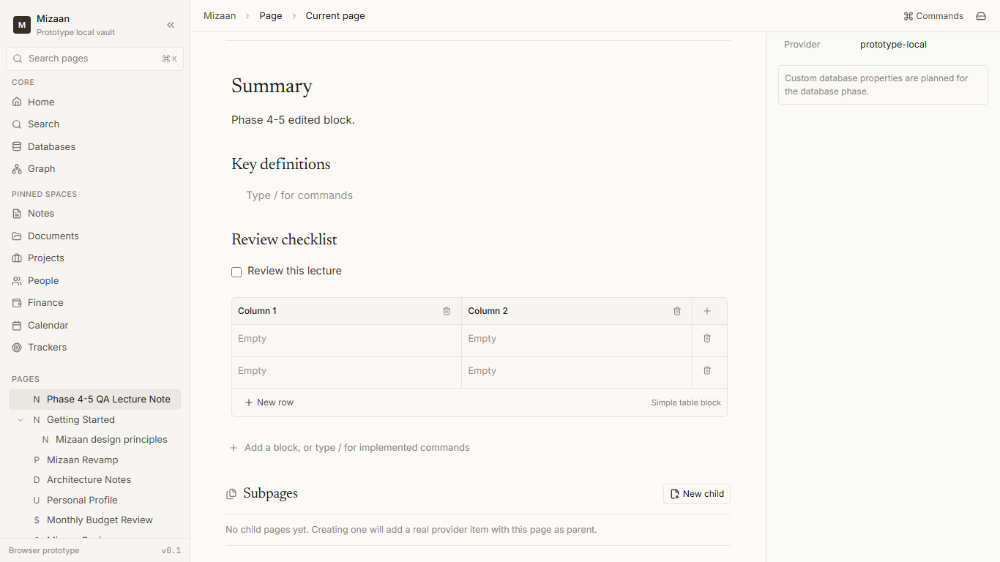 M
Mizaan
Prototype local vault
Search pages
⌘ K
CORE
Home
Search
Databases
Graph
PINNED SPACES
Notes
Documents
Projects
People
Finance
Calendar
Trackers
PAGES
N Phase 4-5 QA Lecture Note
N Getting Started
N Mizaan design principles
P Mizaan Revamp
D Architecture Notes
U Personal Profile
$ Monthly Budget Review
Browser prototype
v0.1
Mizaan
Page
Current page
⌘ Commands
Summary
Phase 4-5 edited block.
Key definitions
Type / for commands
Review checklist
Review this lecture
Column 1
Column 2
Empty
Empty
Empty
Empty
New row
Simple table block
Add a block, or type / for implemented commands
Subpages
New child
No child pages yet. Creating one will add a real provider item with this page as parent.
Provider
prototype-local
Custom database properties are planned for
the database phase.